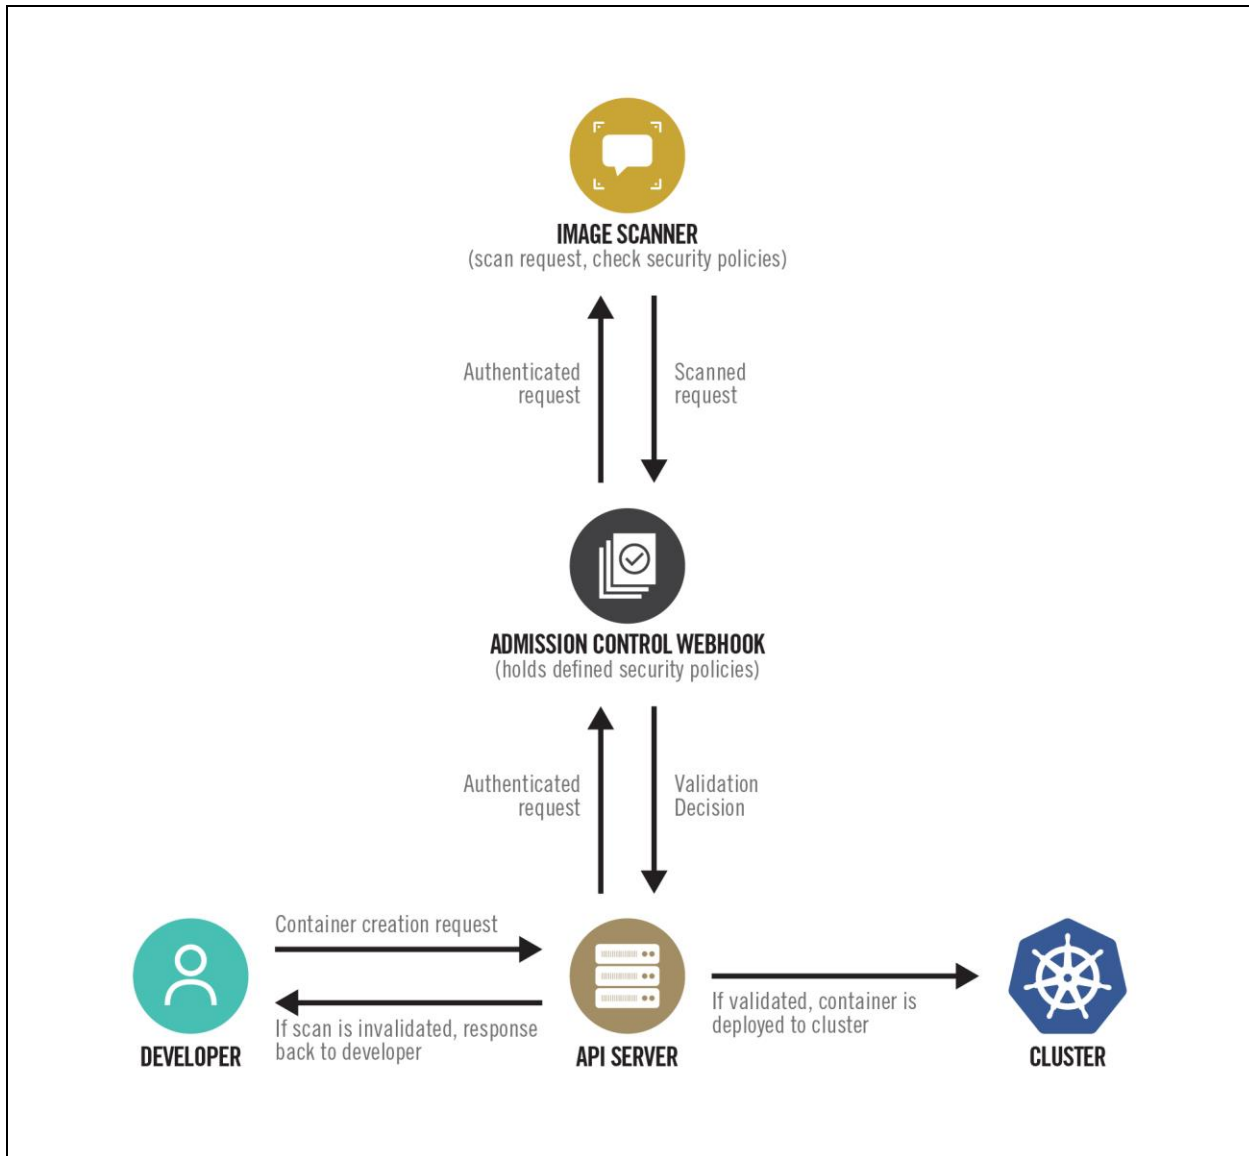 IMAGE SCANNER
(scan request, check security policies)
Authenticated
request
Scanned
request
ADMISSION CONTROL WEBHOOK
(holds defined security policies)
Authenticated
request
Validation
Decision
Container creation request
If scan is invalidated, response
back to developer
DEVELOPER
API SERVER
If validated, container is
deployed to cluster
CLUSTER